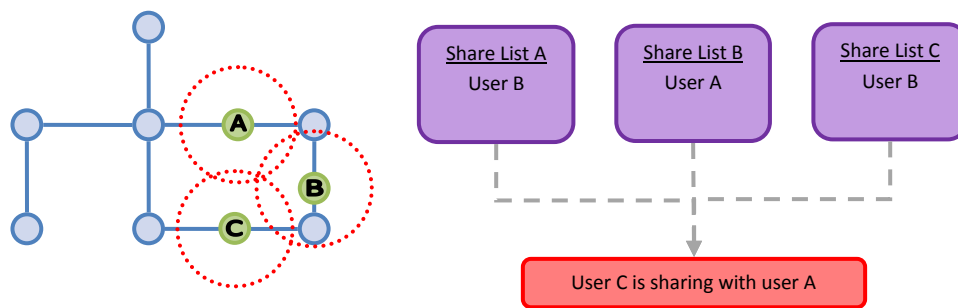 A
B
C
Share List A
User B
Share List B
User A
Share List C
User B
User C is sharing with user A